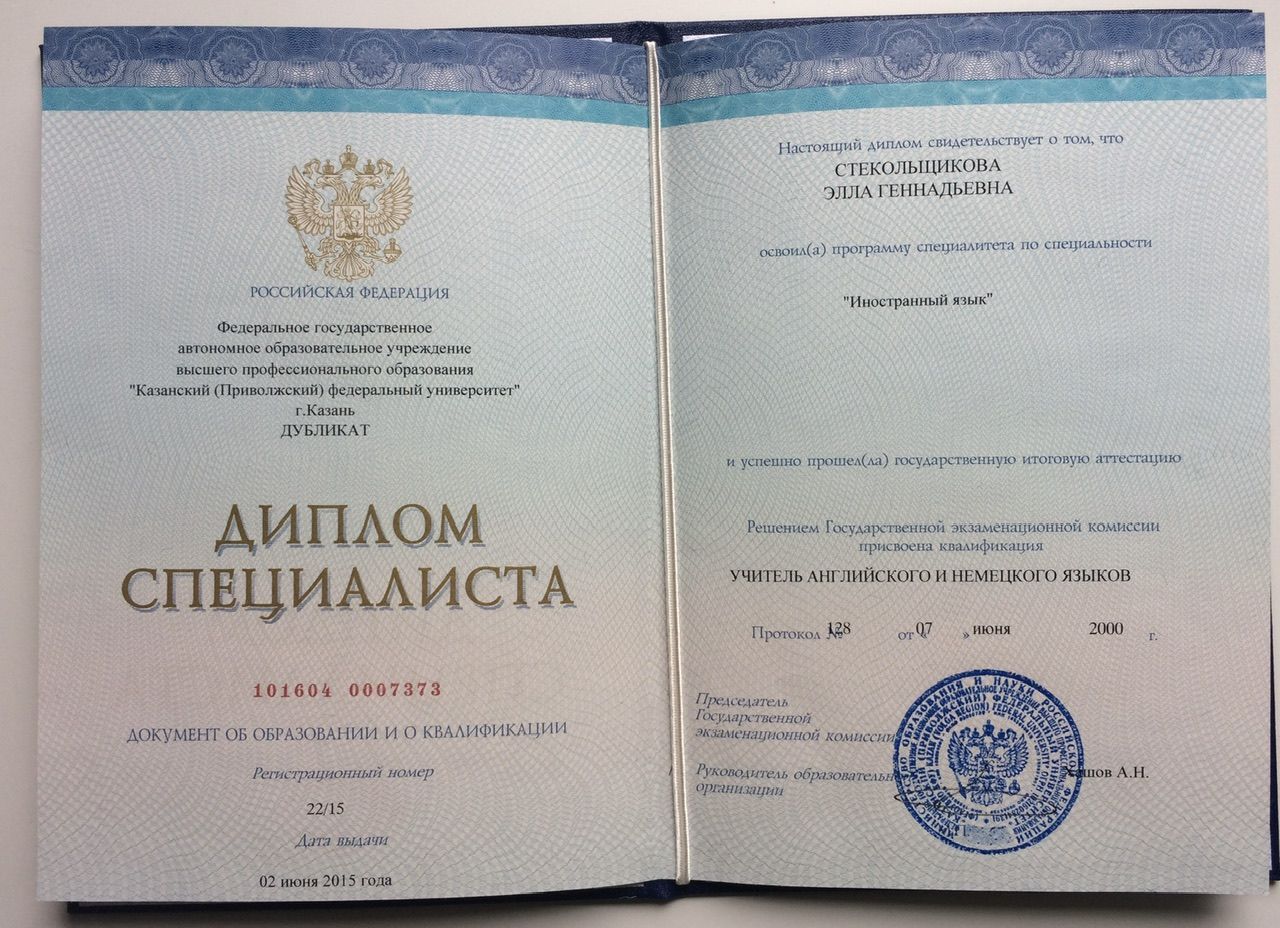 РОССИЙСКАЯ ФЕДЕРАЦИЯ
Федеральное государственное
автономное образовательное учреждение
высшего профессионального образования
"Казанский (Приволжский) федеральный университет"
г.Казань
ДУБЛИКАТ
ДИПЛОМ
СПЕЦИАЛИСТА
101604 0007373
ДОКУМЕНТ ОБ ОБРАЗОВАНИИ И О КВАЛИФИКАЦИИ
Регистрационный номер
22/15
Дата выдачи
02 июня 2015 года
Настоящий диплом свидетельствует о том, что
СТЕКОЛЬЩИКОВА
ЭЛЛА ГЕННАДЬЕВНА
освоил(а) программу специалитета по специальности
"Иностранный язык"
и успешно прошел(ла) государственную итоговую аттестацию
Решением Государственной экзаменационной комиссии
присвоена квалификация
УЧИТЕЛЬ АНГЛИЙСКОГО И НЕМЕЦКОГО ЯЗЫКОВ
Протокол № 128 от « 07 » июня 2000 г.
Председатель
Государственной
экзаменационной комиссии
Руководитель образовательн
организации
А.Н.